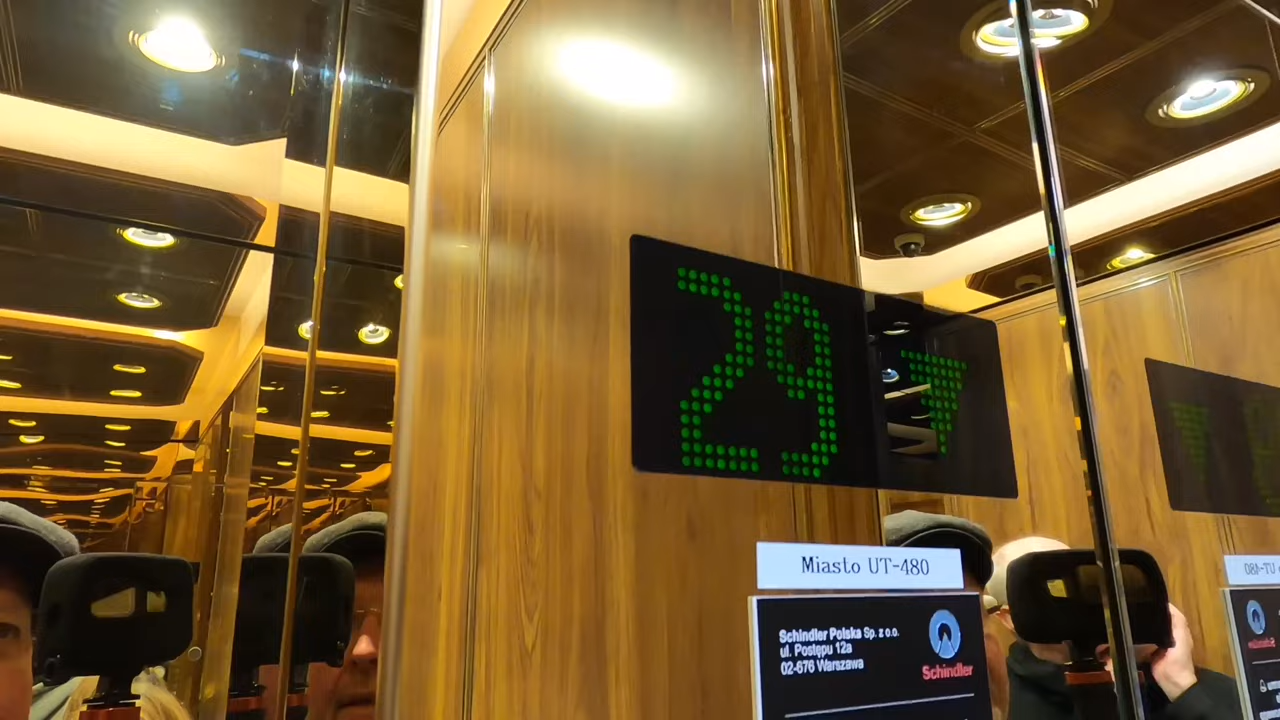 29
Miasto UT-480
Schindler Polska Sp. z o.o.
ul. Postępu 12a
02-676 Warszawa
Schindler